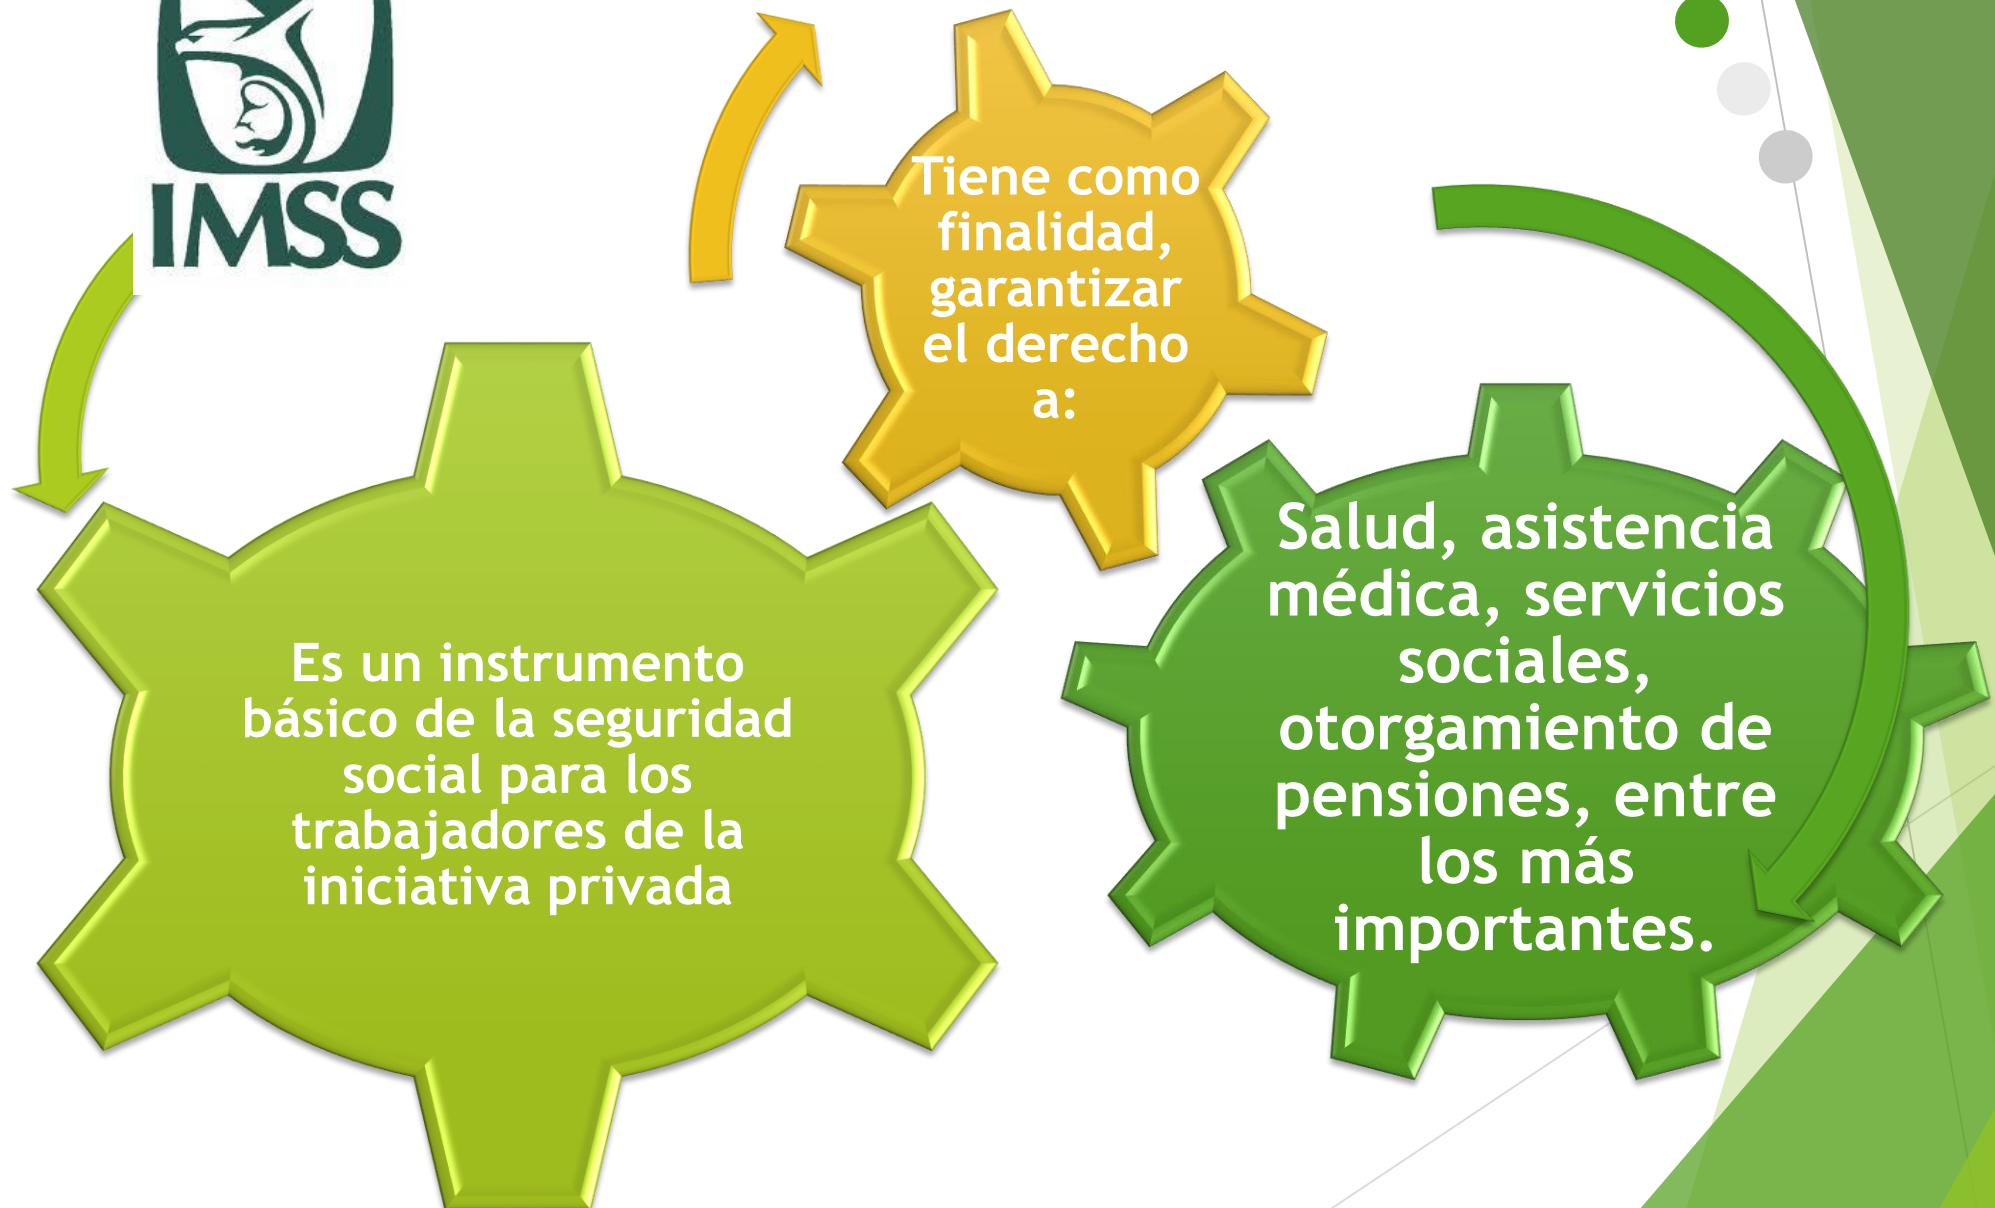 IMSS
Es un instrumento
básico de la seguridad
social para los
trabajadores de la
iniciativa privada
Tiene como
finalidad,
garantizar
el derecho
a:
Salud, asistencia
médica, servicios
sociales,
otorgamiento de
pensiones, entre
los más
importantes.